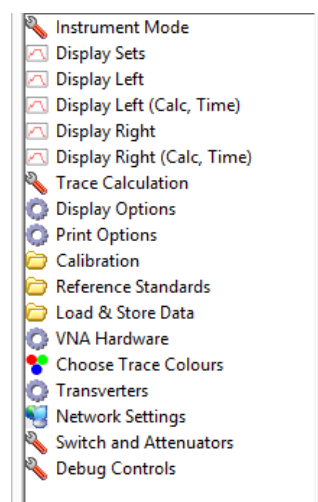 Instrument Mode
Display Sets
Display Left
Display Left (Calc, Time)
Display Right
Display Right (Calc, Time)
Trace Calculation
Display Options
Print Options
Calibration
Reference Standards
Load & Store Data
VNA Hardware
Choose Trace Colours
Transverters
Network Settings
Switch and Attenuators
Debug Controls